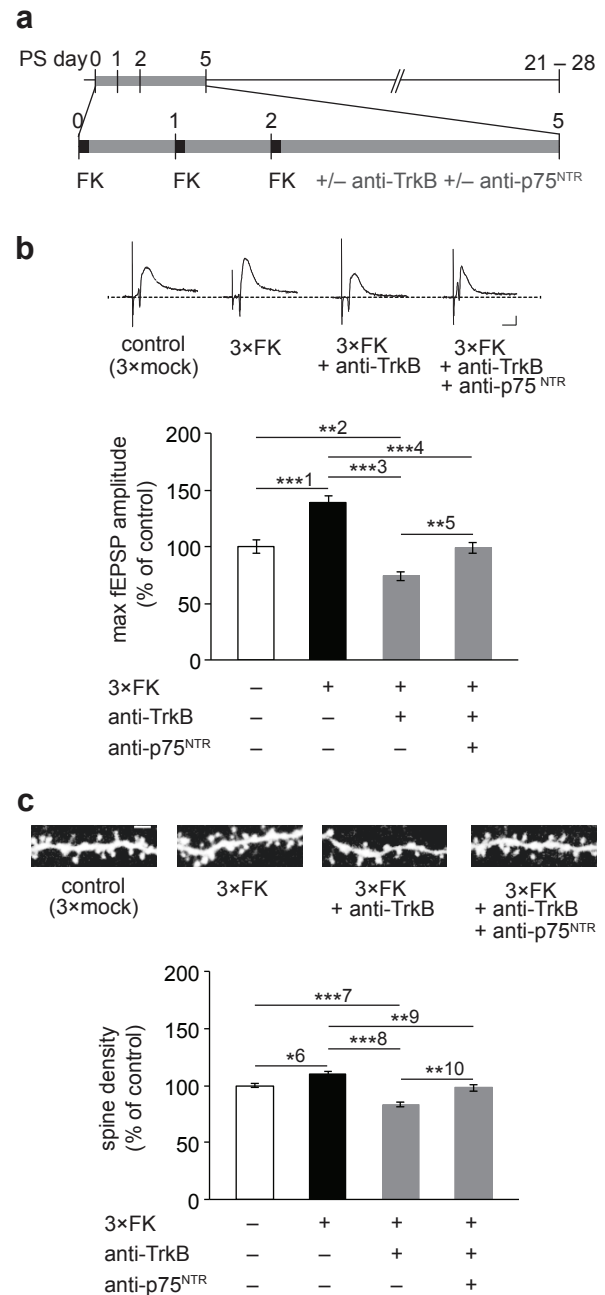 a
PS day 0 1 2 5 21 – 28
0 1 2 5
FK FK FK +/– anti-TrkB +/– anti-p75NTR
b
control
(3×mock)
3×FK
3×FK
+ anti-TrkB
3×FK
+ anti-TrkB
+ anti-p75NTR
max fEPSP amplitude
(% of control)
200
150
100
50
0
**2
***4
***3
***1
**5
3×FK – + + +
anti-TrkB – – + +
anti-p75NTR – – – +
c
control
(3×mock)
3×FK
3×FK
+ anti-TrkB
3×FK
+ anti-TrkB
+ anti-p75NTR
spine density
(% of control)
200
150
100
50
0
***7
**9
***8
*6
**10
3×FK – + + +
anti-TrkB – – + +
anti-p75NTR – – – +